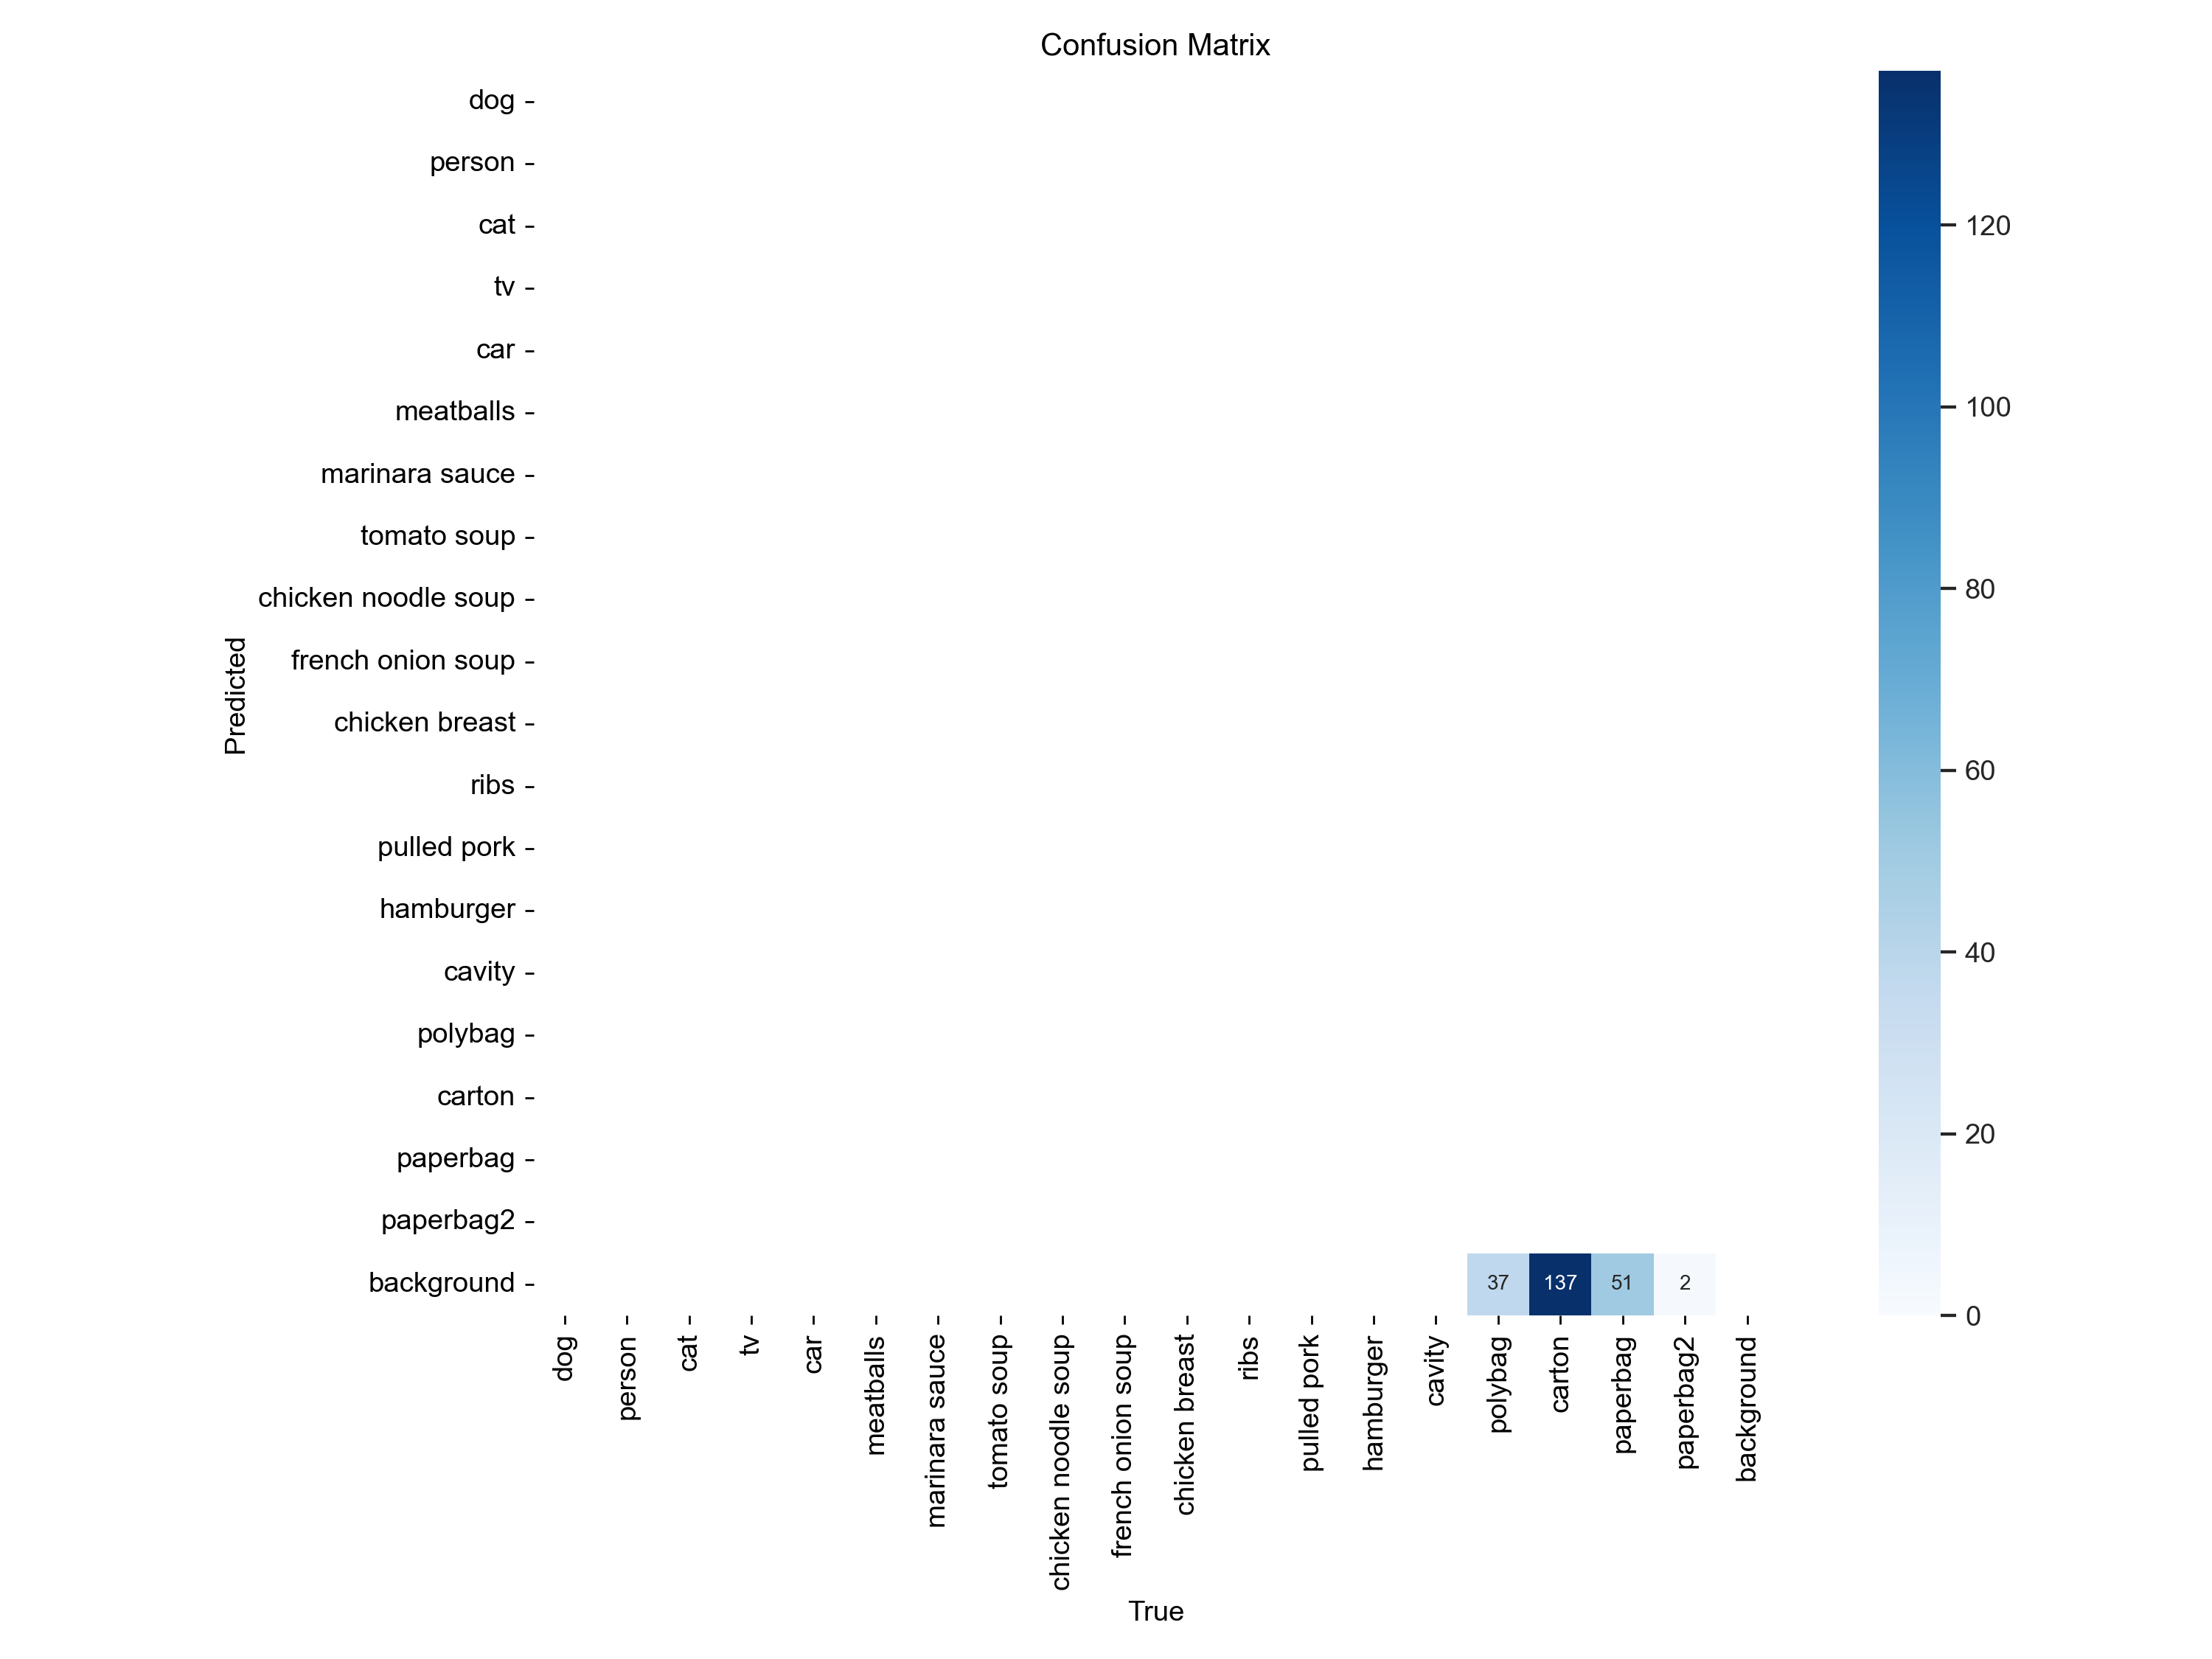 Confusion Matrix
dog
person
cat
tv
car
meatballs
marinara sauce
tomato soup
chicken noodle soup
french onion soup
chicken breast
ribs
pulled pork
hamburger
cavity
polybag
carton
paperbag
paperbag2
background
Predicted
37 137 51 2
dog
person
cat
tv
car
meatballs
marinara sauce
tomato soup
chicken noodle soup
french onion soup
chicken breast
ribs
pulled pork
hamburger
cavity
polybag
carton
paperbag
paperbag2
background
True
120
100
80
60
40
20
0